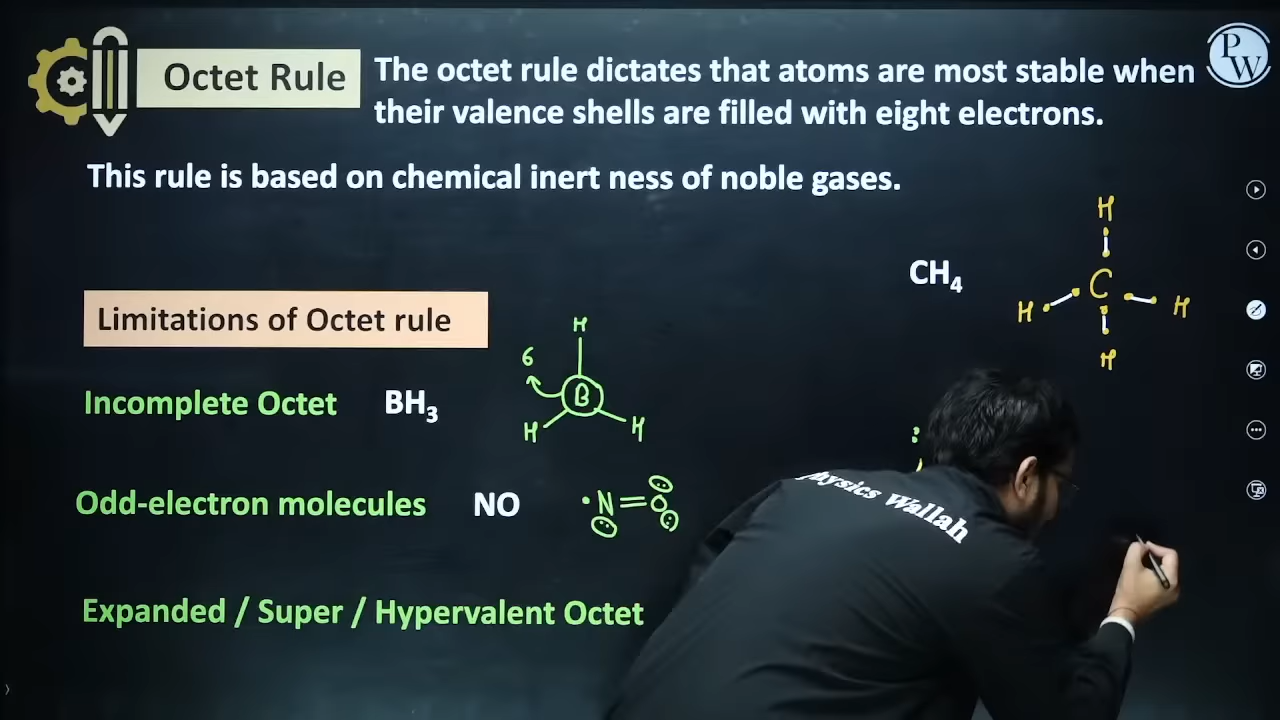 Octet Rule
The octet rule dictates that atoms are most stable when
their valence shells are filled with eight electrons.
PW
This rule is based on chemical inert ness of noble gases.
CH₄
H
H C H
H
Limitations of Octet rule
Incomplete Octet BH₃
H
6
B
H H
Odd-electron molecules NO
·N=O
Physics Wallah
Expanded / Super / Hypervalent Octet